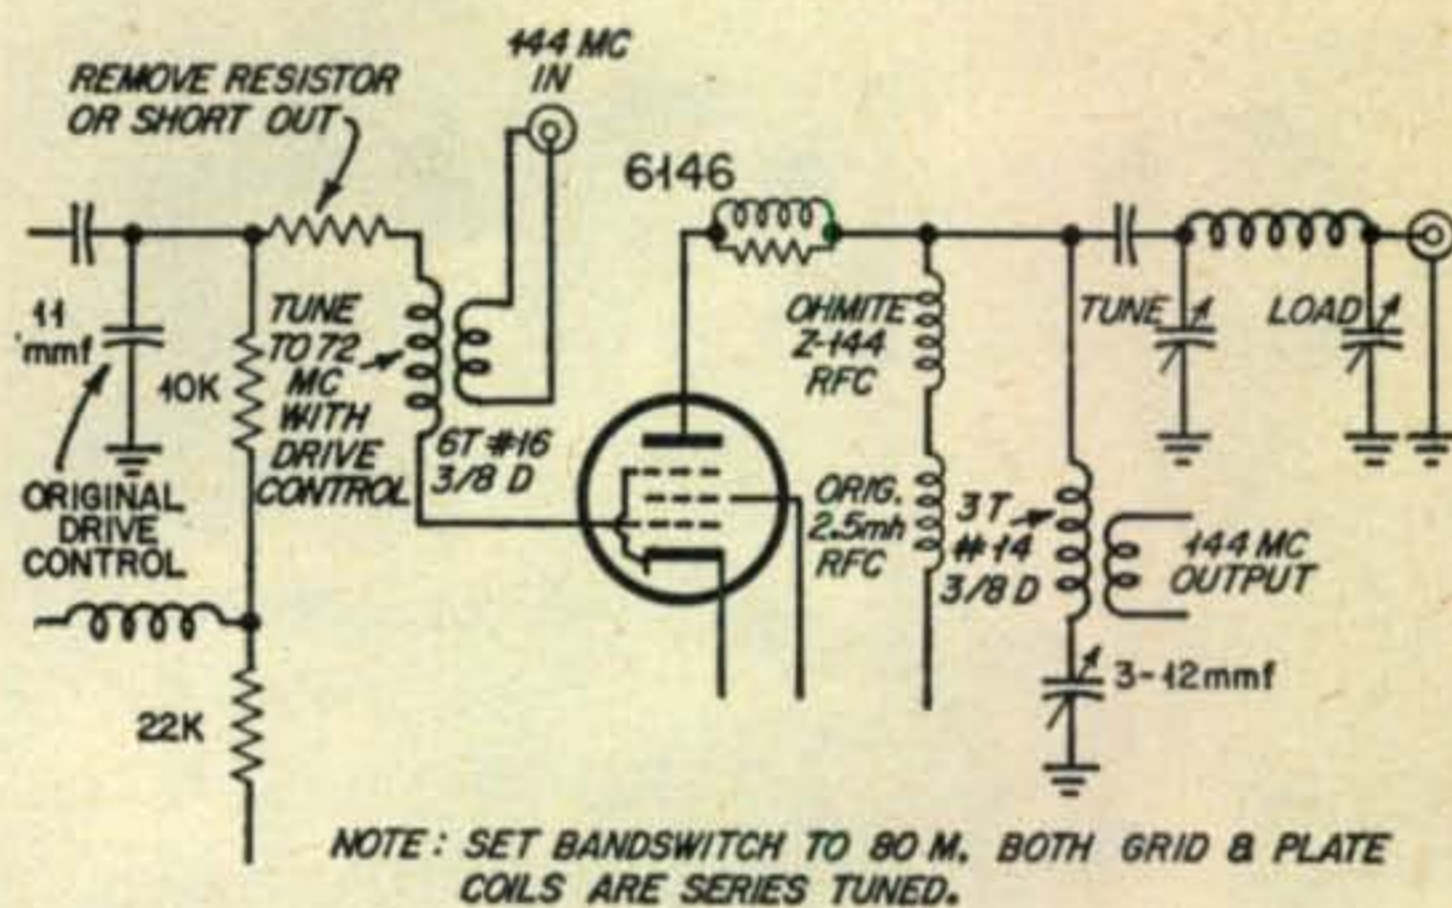 144 MC
IN
REMOVE RESISTOR
OR SHORT OUT
6146
11
mmf
10K
TUNE
TO 72
MC
WITH
DRIVE
CONTROL
6T #16
3/8 D
OHMITE
Z-144
RFC
TUNE
LOAD
ORIGINAL
DRIVE
CONTROL
ORIG.
2.5mh
RFC
3T
#14
3/8 D
144 MC
OUTPUT
3-12mmf
22K
NOTE: SET BANDSWITCH TO 80 M. BOTH GRID & PLATE
COILS ARE SERIES TUNED.